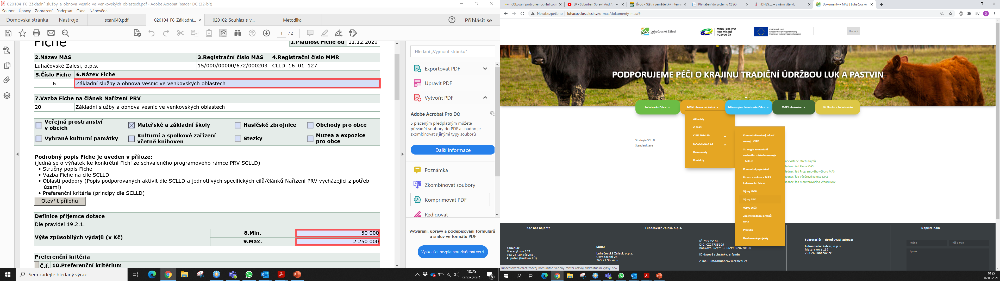 020104_F6_Základní_služby_a_obnova_vesnic_ve_venkovských_oblastech.pdf - Adobe Acrobat Reader DC (32-bit)
Soubor Úpravy Zobrazení Podepsat Okna Nápověda
Domovská stránka Nástroje scan049.pdf 020104_F6_Základní... × 020102_Souhlas_s_v... Metodika Přihlásit se
1 / 2
Fiche
1.Platnost Fiche od 11.12.2020
2.Název MAS 3.Registrační číslo MAS 4.Registrační číslo MMR
Luhačovské Zálesí, o.p.s. 15/000/00000/672/000203 CLLD_16_01_127
5.Číslo Fiche 6.Název Fiche
6 Základní služby a obnova vesnic ve venkovských oblastech
7.Vazba Fiche na článek Nařízení PRV
20 Základní služby a obnova vesnic ve venkovských oblastech
Veřejná prostranství v obcích
Mateřské a základní školy
Hasičské zbrojnice
Obchody pro obce
Vybrané kulturní památky
Kulturní a spolkové zařízení včetně knihoven
Stezky
Muzea a expozice pro obce
Podrobný popis Fiche je uveden v příloze:
(jedná se o výňatek ke konkrétní Fichi ze schváleného programového rámce PRV SCLLD)
• Stručný popis Fiche
• Vazba Fiche na cíle SCLLD
• Oblasti podpory (Popis podporovaných aktivit dle SCLLD a jednotlivých specifických cílů/článků Nařízení PRV vycházející z potřeb
území)
• Preferenční kritéria (principy dle SCLLD)
Otevřít přílohu
Definice příjemce dotace
Dle pravidel 19.2.1.
Výše způsobilých výdajů (v Kč) 8.Min. 50 000
9.Max. 2 250 000
Preferenční kritéria
Č.ř. 10.Preferenční kritérium
Hledání „Vyjmout stránku“
Exportovat PDF
Upravit PDF
Vytvořit PDF
Adobe Acrobat Pro DC
S placeným předplatným můžete
převádět soubory do PDF a snadno je
zkombinovat s jinými typy souborů
Další informace
Poznámka
Zkombinovat soubory
Komprimovat PDF
Redigovat
Vytváření, úpravy a podepisování formulářů
a smluv ve formátu PDF
Vyzkoušet bezplatnou zkušební verzi
Sem zadejte hledaný výraz
10:25
02.03.2021
8
Očkování proti onemocnění covi
LP - Suburban Sprawl And A
Úvod - Státní zemědělský interve
Přihlášení do systému CSSO
iDNES.cz – s námi víte víc
Dokumenty – MAS | Luhačovské
Nezabezpečeno | luhacovskezalesi.cz/o-mas/dokumenty-mas/#
Luhačovské Zálesí
o.p.s.
MINISTERSTVO
PRO MÍSTNÍ
ROZVOJ ČR
EVROPSKÁ UNIE
Evropský fond pro regionální rozvoj
Integrovaný regionální operační program
Hledání
PODPORUJEME PÉČI O KRAJINU TRADIČNÍ ÚDRŽBOU LUK A PASTVIN
Luhačovské Zálesí
MAS Luhačovské Zálesí
Mikroregion Luhačovské Zálesí
MAP Luhačovice
DS Zlínsko a Luhačovicko
Aktuality
O MAS
CLLD 2014-20
LEADER 2017-13
Dokumenty
Kontakty
Komunitně vedený místní
rozvoj – CLLD
Strategie komunitně
vedeného místního rozvoje
– SCLLD
Komunitní pojednání
Provoz a animace MAS
Luhačovské Zálesí
Výzvy IROP
Výzvy PRV
Výzvy OPŽP
Zápisy z jednání orgánů
MAS
Pravidla
Realizované projekty
Strategie SCLLD
Standardizace
neexistenci střetu zájmů
Jednací řád Pléna MAS
Jednací řád Programového výboru MAS
Jednací řád Výběrové komise MAS
Jednací řád Monitorovacího výboru MAS
Kde nás najdete
Kancelář
Masarykova 137
763 26 Luhačovice
4. patro (budova FÚ)
Luhačovské Zálesí, o.p.s.
Sídlo:
Luhačovské Zálesí, o.p.s.
Osvobození 25
763 21 Slavičín
IČ: 27735109
DIČ: CZ27735109
Bankovní účet: 35-669950287/0100
ID datové schránky: srfzndn
e-mail: info@luhacovskezalesi.cz
Sekretariát – doručovací adresa:
Luhačovské Zálesí, o.p.s.
Masarykova 137
763 26 Luhačovice
Napište nám
Jméno
Váš e-mail
Zpráva
luhacovskezalesi.cz/rozvoj-komunitne-vedeny-mistni-rozvoj-clld/aktualni-vyzvy-prv/
10:25
02.03.2021